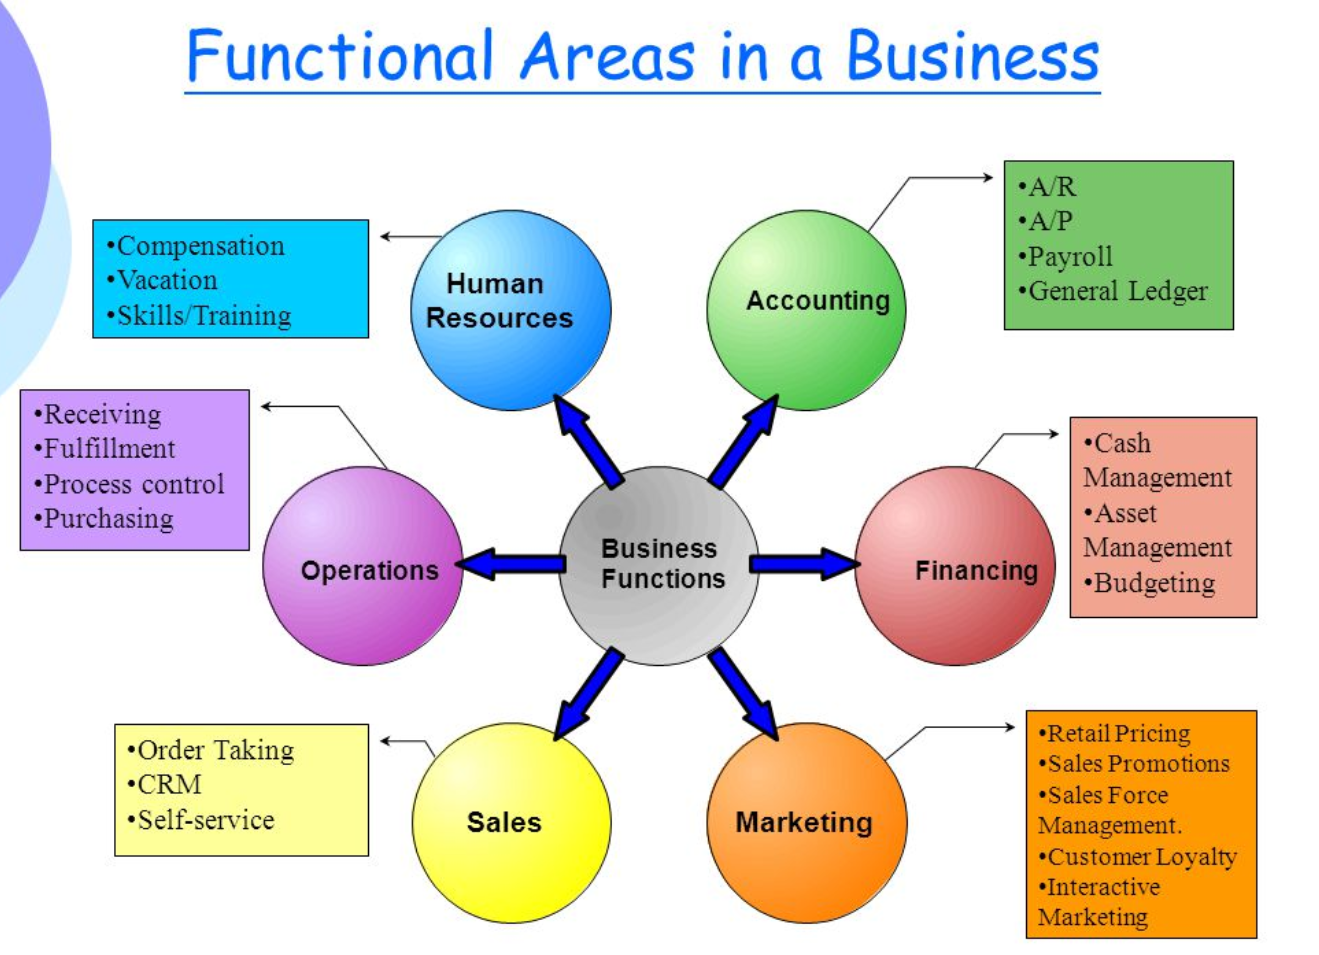 Functional Areas in a Business
•Compensation
•Vacation
•Skills/Training
Human
Resources
Accounting
•A/R
•A/P
•Payroll
•General Ledger
•Receiving
•Fulfillment
•Process control
•Purchasing
Operations
Business
Functions
Financing
•Cash
Management
•Asset
Management
•Budgeting
•Order Taking
•CRM
•Self-service
Sales
Marketing
•Retail Pricing
•Sales Promotions
•Sales Force
Management.
•Customer Loyalty
•Interactive
Marketing